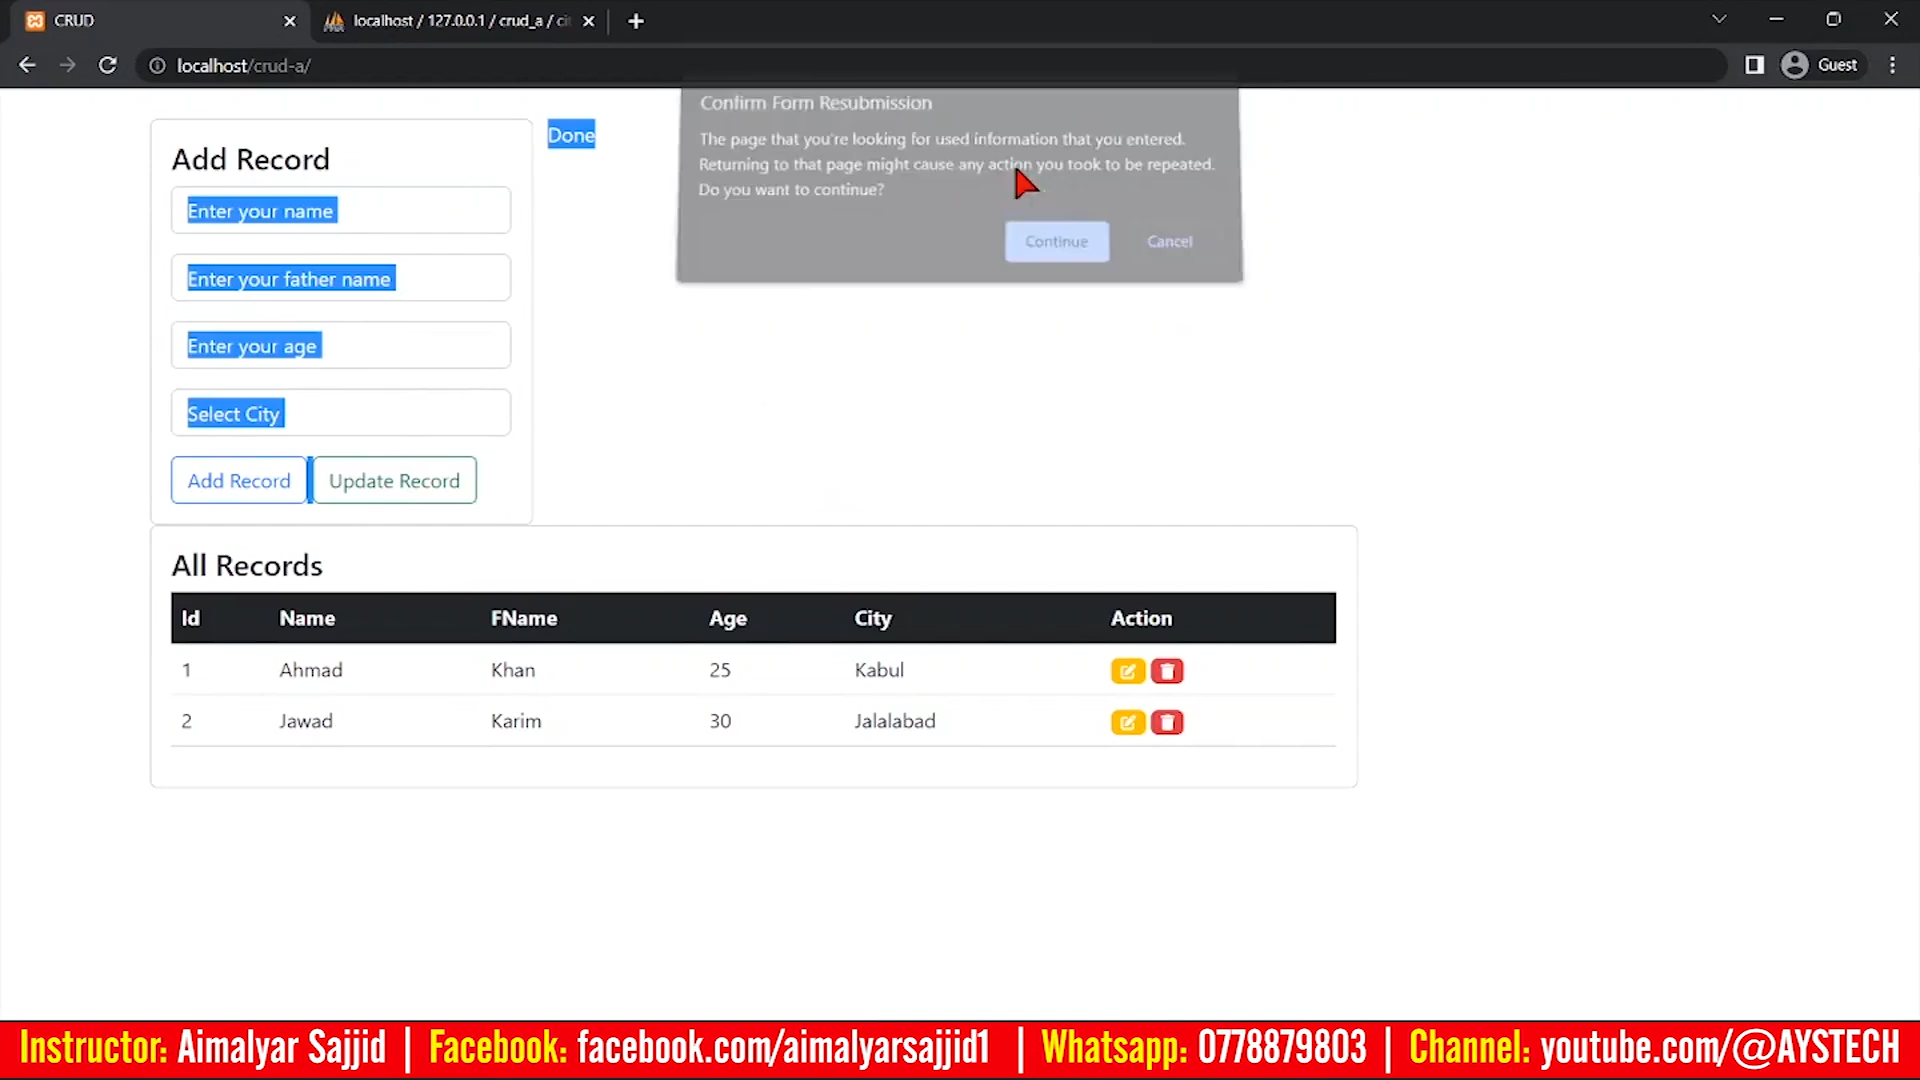 CRUD
localhost / 127.0.0.1 / crud_a / cit
localhost/crud-a/
Guest
Add Record
Enter your name
Enter your father name
Enter your age
Select City
Add Record
Update Record
Done
Confirm Form Resubmission
The page that you're looking for used information that you entered.
Returning to that page might cause any action you took to be repeated.
Do you want to continue?
Continue
Cancel
All Records
Id Name FName Age City Action
1 Ahmad Khan 25 Kabul
2 Jawad Karim 30 Jalalabad
Instructor: Aimalyar Sajjid | Facebook: facebook.com/aimalyarsajjid1 | Whatsapp: 0778879803 | Channel: youtube.com/@AYSTECH